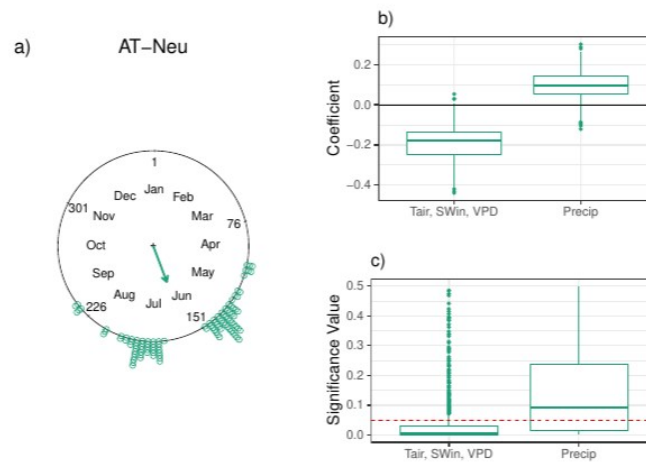 a)
AT−Neu
1
Jan
Dec
Feb
301
Nov
Mar
76
Oct
Apr
Sep
May
Aug
Jul
Jun
226
151
b)
Coefficient
0.2
0.0
−0.2
−0.4
Tair, SWin, VPD
Precip
c)
Significance Value
0.5
0.4
0.3
0.2
0.1
0.0
Tair, SWin, VPD
Precip